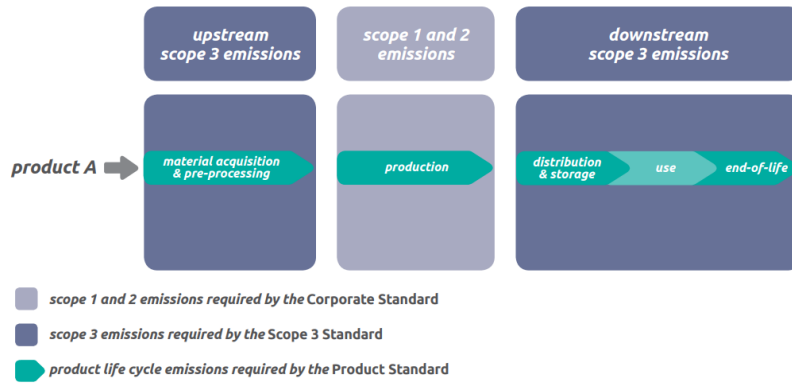 upstream
scope 3 emissions
scope 1 and 2
emissions
downstream
scope 3 emissions
product A
material acquisition
& pre-processing
production
distribution
& storage
use
end-of-life
scope 1 and 2 emissions required by the Corporate Standard
scope 3 emissions required by the Scope 3 Standard
product life cycle emissions required by the Product Standard